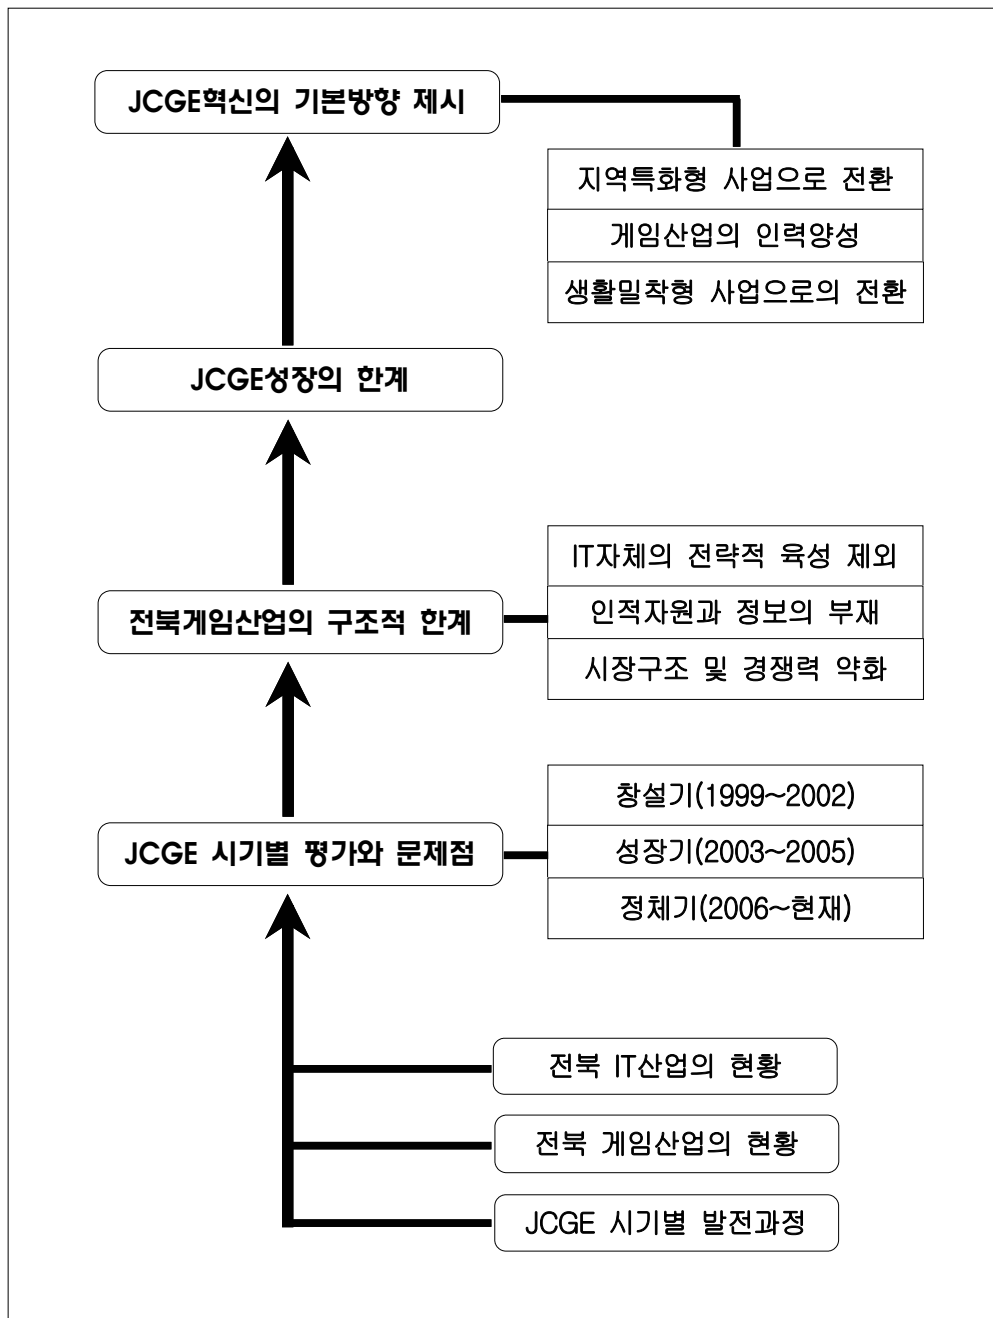 JCGE혁신의 기본방향 제시
지역특화형 사업으로 전환
게임산업의 인력양성
생활밀착형 사업으로의 전환
JCGE성장의 한계
IT자체의 전략적 육성 제외
전북게임산업의 구조적 한계
인적자원과 정보의 부재
시장구조 및 경쟁력 약화
창설기(1999~2002)
JCGE 시기별 평가와 문제점
성장기(2003~2005)
정체기(2006~현재)
전북 IT산업의 현황
전북 게임산업의 현황
JCGE 시기별 발전과정